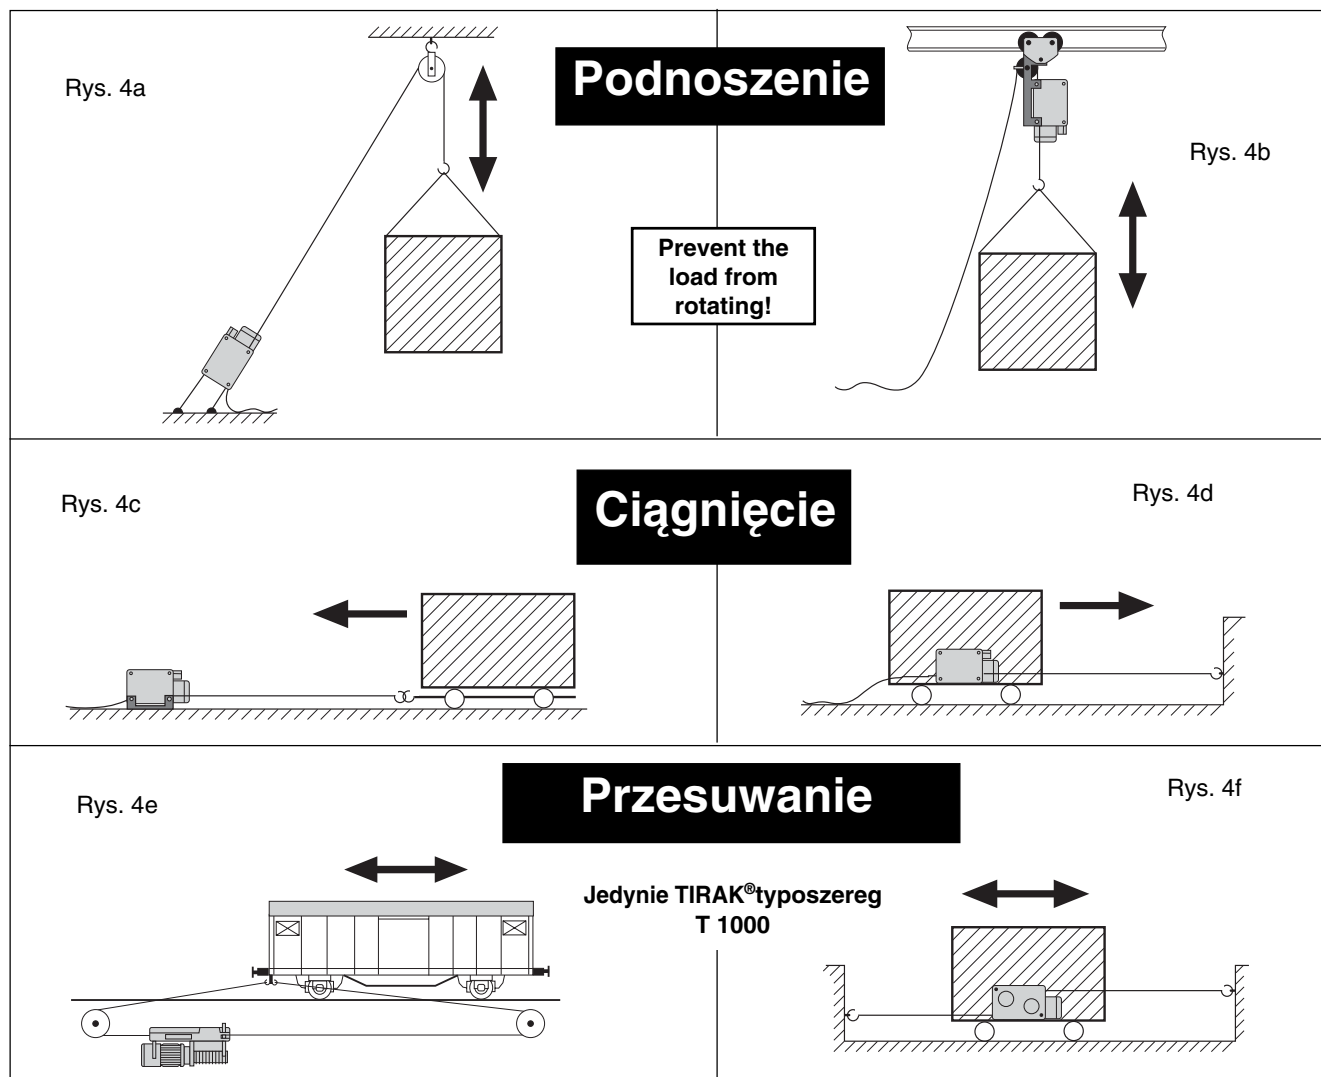 Rys. 4a
Podnoszenie
Rys. 4b
Prevent the
load from
rotating!
Rys. 4c
Ciągnięcie
Rys. 4d
Rys. 4e
Przesuwanie
Rys. 4f
Jedynie TIRAK®typoszereg
T 1000